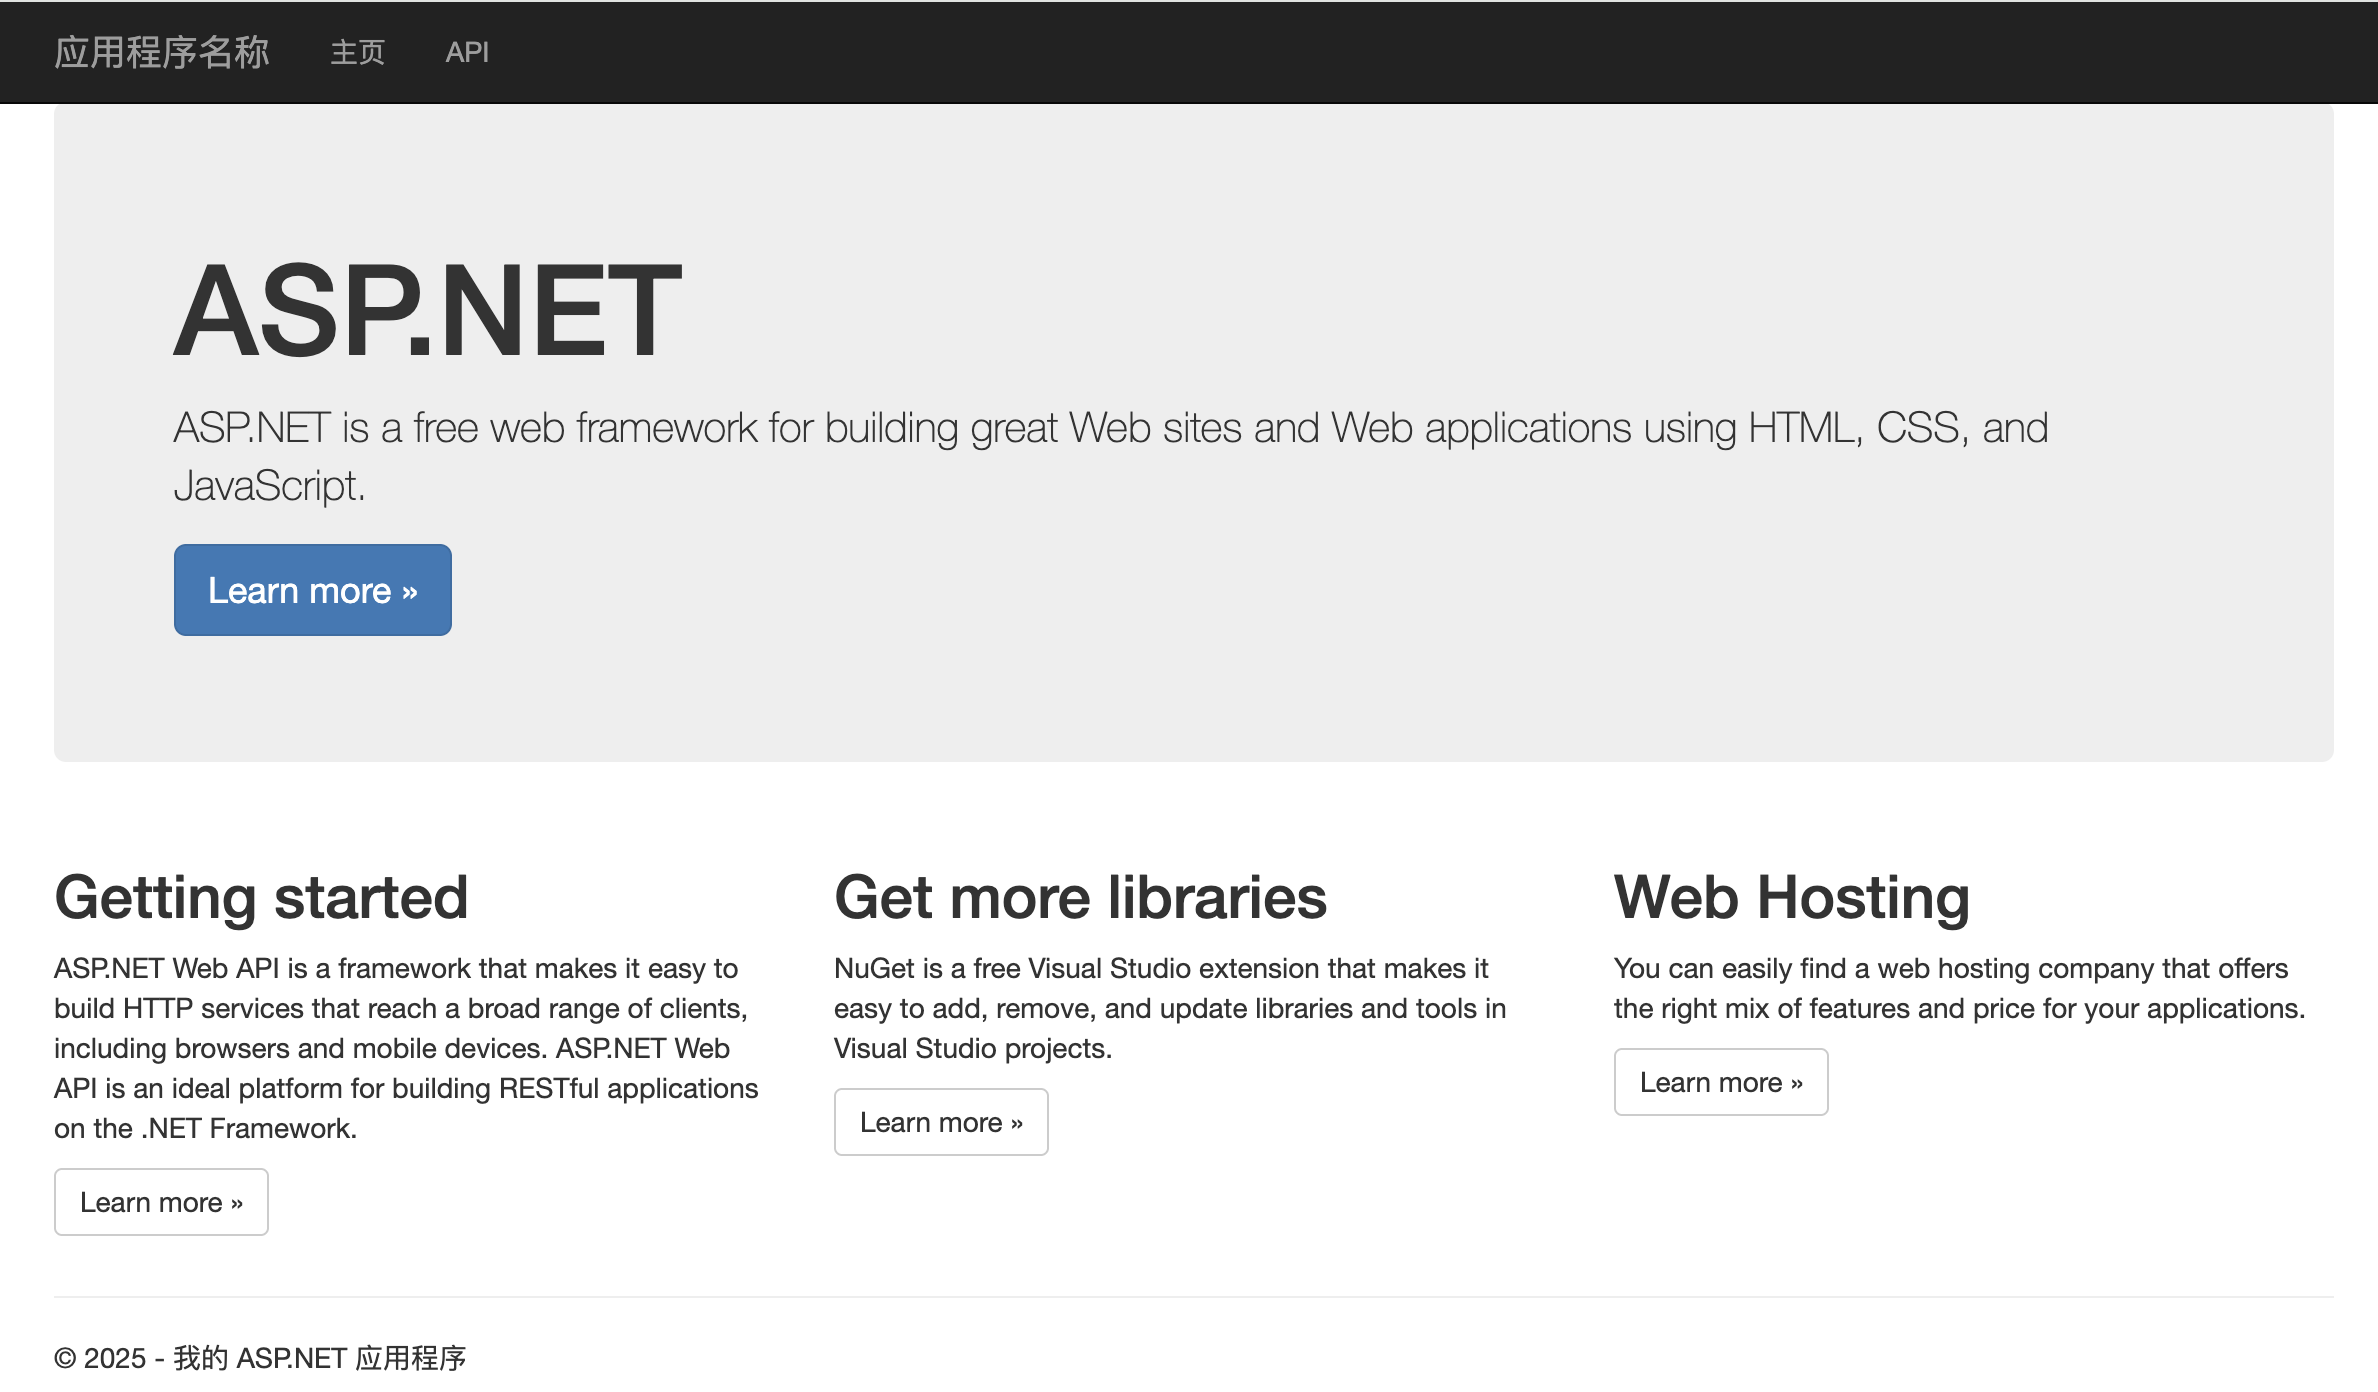 应用程序名称 主页 API
ASP.NET
ASP.NET is a free web framework for building great Web sites and Web applications using HTML, CSS, and
JavaScript.
Learn more »
Getting started
ASP.NET Web API is a framework that makes it easy to
build HTTP services that reach a broad range of clients,
including browsers and mobile devices. ASP.NET Web
API is an ideal platform for building RESTful applications
on the .NET Framework.
Learn more »
Get more libraries
NuGet is a free Visual Studio extension that makes it
easy to add, remove, and update libraries and tools in
Visual Studio projects.
Learn more »
Web Hosting
You can easily find a web hosting company that offers
the right mix of features and price for your applications.
Learn more »
© 2025 - 我的 ASP.NET 应用程序